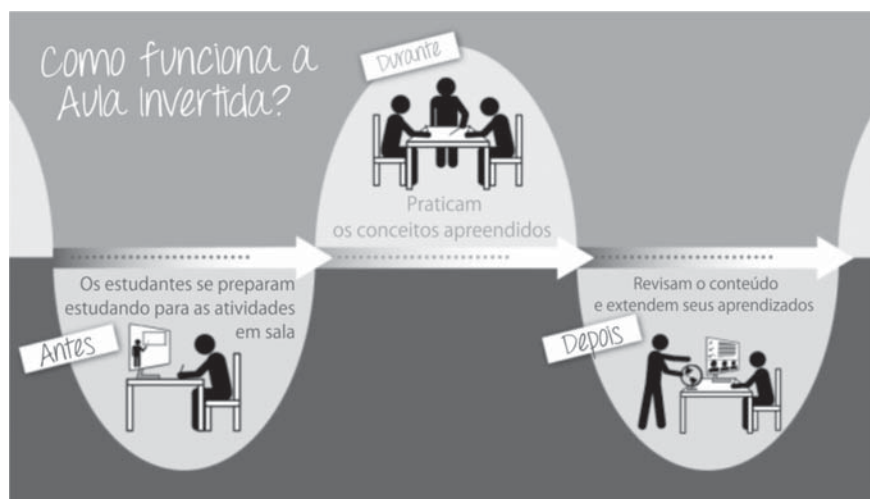 Como funciona a
Aula Invertida?
Durante
Praticam
os conceitos apreendidos
Os estudantes se preparam
estudando para as atividades
em sala
Antes
Revisam o conteúdo
e extendem seus aprendizados
Depois